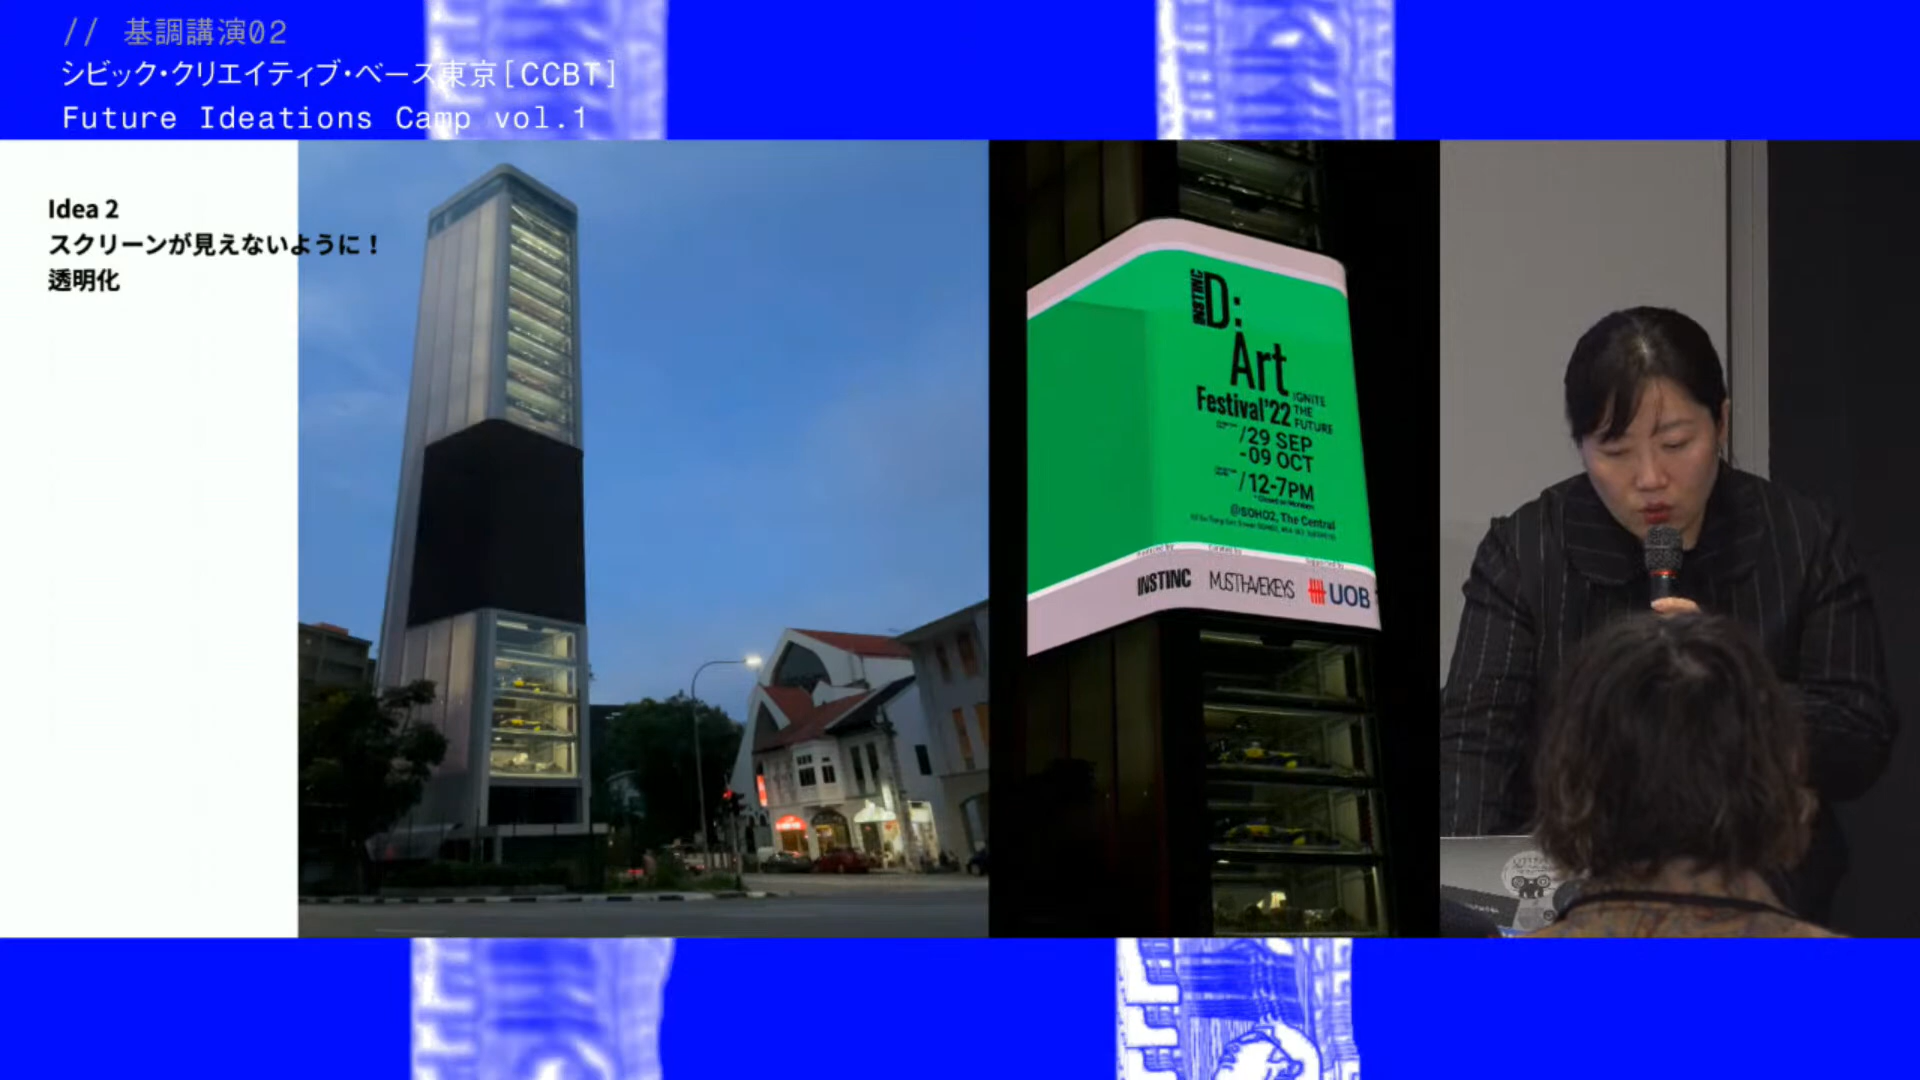 // 基調講演02
シビック・クリエイティブ・ベース東京[CCBT]
Future Ideations Camp vol.1
Idea 2
スクリーンが見えないように！
透明化
INSTINC
D:
Art
Festival'22
IGNITE
THE
FUTURE
/29 SEP
-09 OCT
/12-7PM
@SOHO2, The Central
INSTINC
MUSTHAVEKEYS
UOB